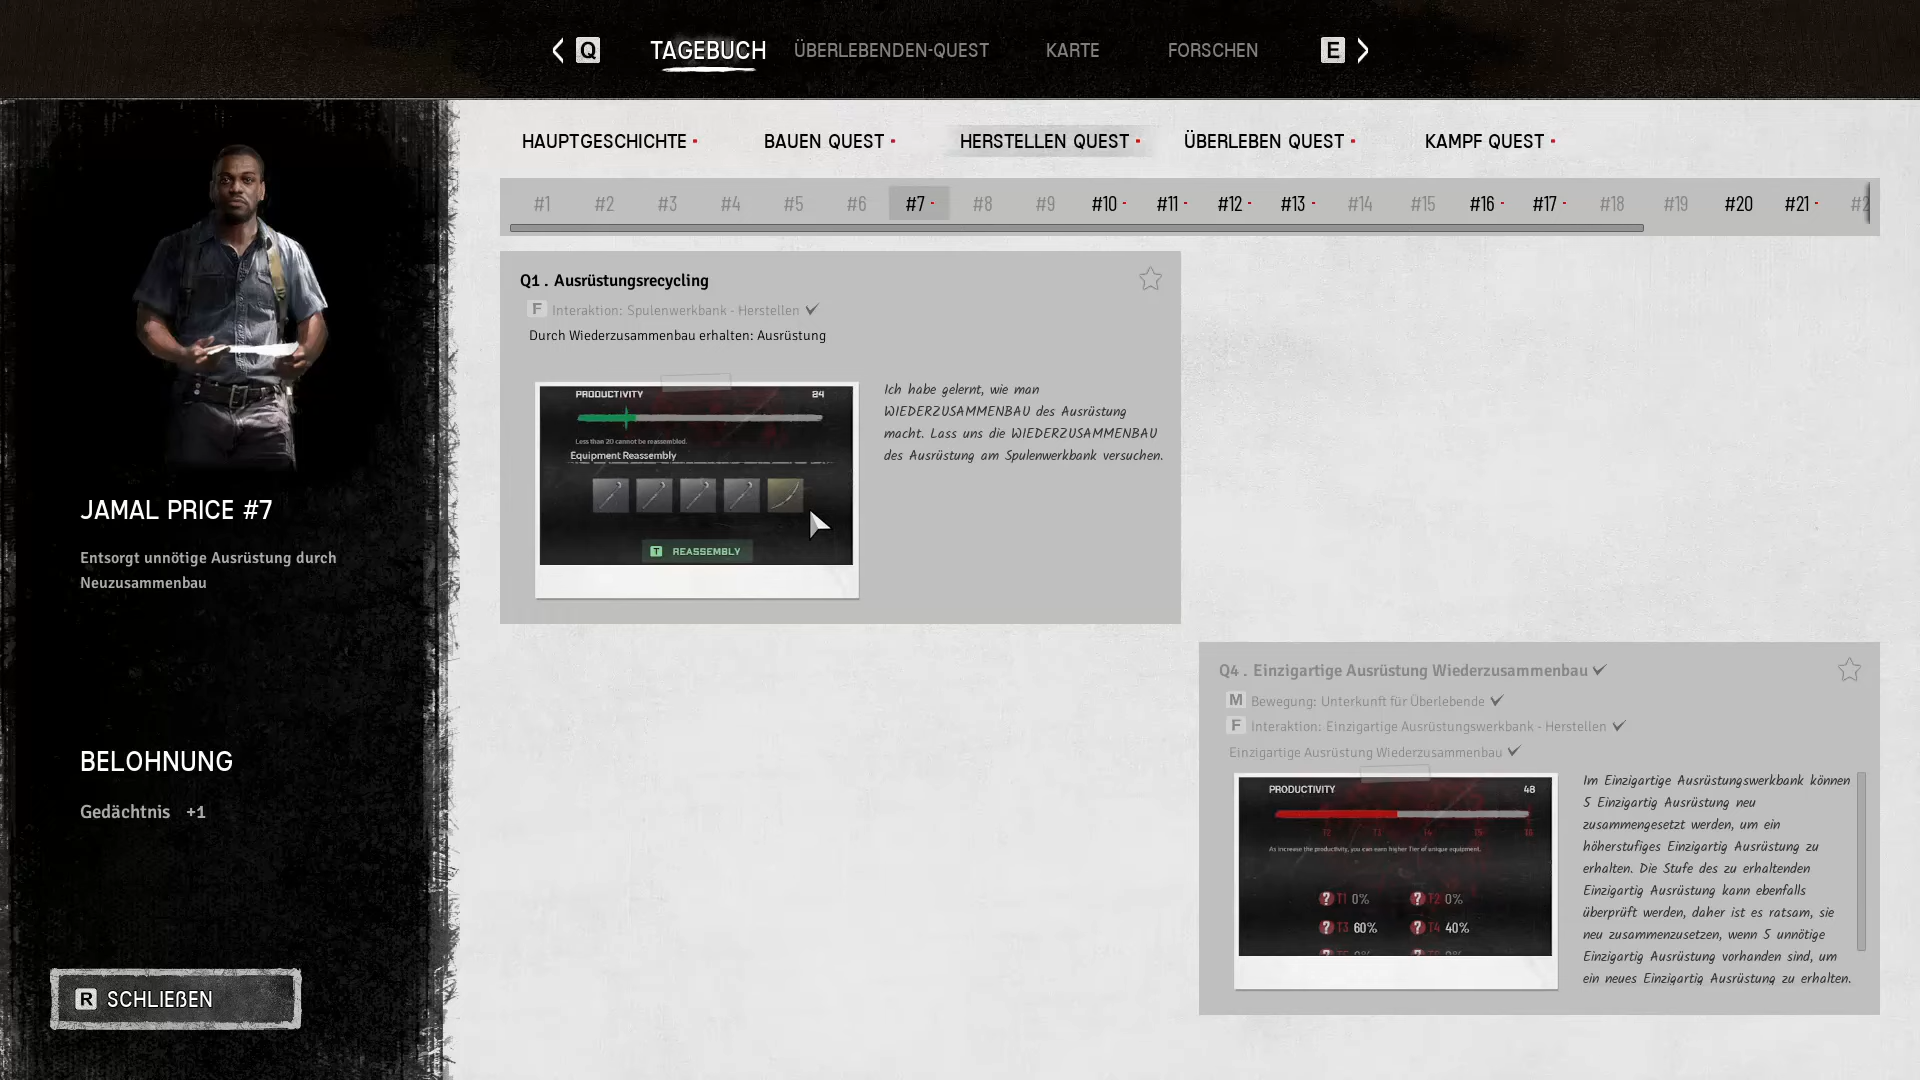 Q
TAGEBUCH
ÜBERLEBENDEN-QUEST
KARTE
FORSCHEN
E
HAUPTGESCHICHTE
BAUEN QUEST
HERSTELLEN QUEST
ÜBERLEBEN QUEST
KAMPF QUEST
#1 #2 #3 #4 #5 #6 #7 #8 #9 #10 #11 #12 #13 #14 #15 #16 #17 #18 #19 #20 #21
JAMAL PRICE #7
Entsorgt unnötige Ausrüstung durch
Neuzusammenbau
BELOHNUNG
Gedächtnis +1
R SCHLIEßEN
Q1 . Ausrüstungsrecycling
F Interaktion: Spulenwerkbank - Herstellen
Durch Wiederzusammenbau erhalten: Ausrüstung
PRODUCTIVITY 24
Less than 20 cannot be reassembled.
Equipment Reassembly
T REASSEMBLY
Ich habe gelernt, wie man
WIEDERZUSAMMENBAU des Ausrüstung
macht. Lass uns die WIEDERZUSAMMENBAU
des Ausrüstung am Spulenwerkbank versuchen.
Q4 . Einzigartige Ausrüstung Wiederzusammenbau
M Bewegung: Unterkunft für Überlebende
F Interaktion: Einzigartige Ausrüstungswerkbank - Herstellen
Einzigartige Ausrüstung Wiederzusammenbau
PRODUCTIVITY 48
T2 T3 T4 T5 T6
As increase the productivity, you can earn higher Tier of unique equipment.
? T1 0% ? T2 0%
? T3 60% ? T4 40%
Im Einzigartige Ausrüstungswerkbank können
5 Einzigartig Ausrüstung neu
zusammengesetzt werden, um ein
höherstufiges Einzigartig Ausrüstung zu
erhalten. Die Stufe des zu erhaltenden
Einzigartig Ausrüstung kann ebenfalls
überprüft werden, daher ist es ratsam, sie
neu zusammenzusetzen, wenn 5 unnötige
Einzigartig Ausrüstung vorhanden sind, um
ein neues Einzigartig Ausrüstung zu erhalten.